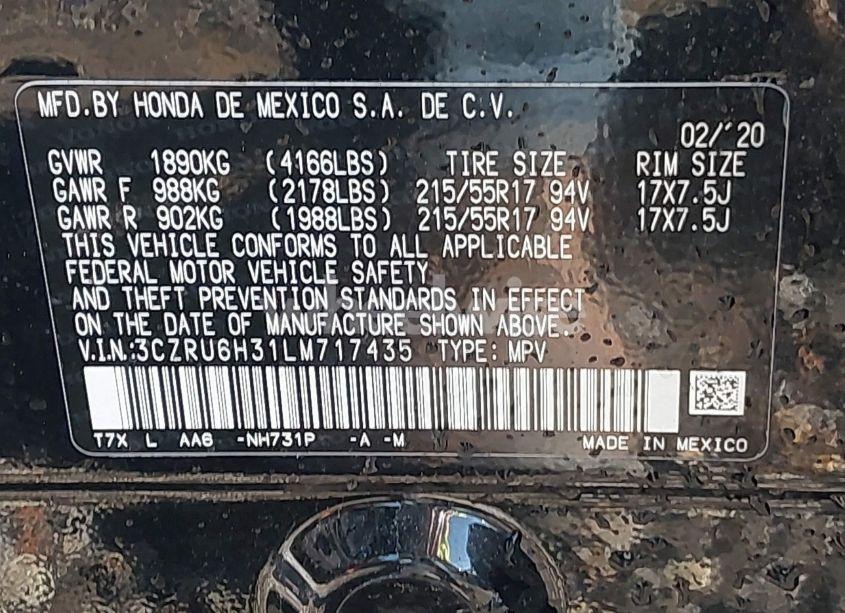 MFD.BY HONDA DE MEXICO S.A. DE C.V.
02/'20
GVWR 1890KG (4166LBS) TIRE SIZE RIM SIZE
GAWR F 988KG (2178LBS) 215/55R17 94V 17X7.5J
GAWR R 902KG (1988LBS) 215/55R17 94V 17X7.5J
THIS VEHICLE CONFORMS TO ALL APPLICABLE
FEDERAL MOTOR VEHICLE SAFETY
AND THEFT PREVENTION STANDARDS IN EFFECT
ON THE DATE OF MANUFACTURE SHOWN ABOVE.
V.I.N.:3CZRU6H31LM717435 TYPE: MPV
T7X L AA6 -NH731P -A -M MADE IN MEXICO